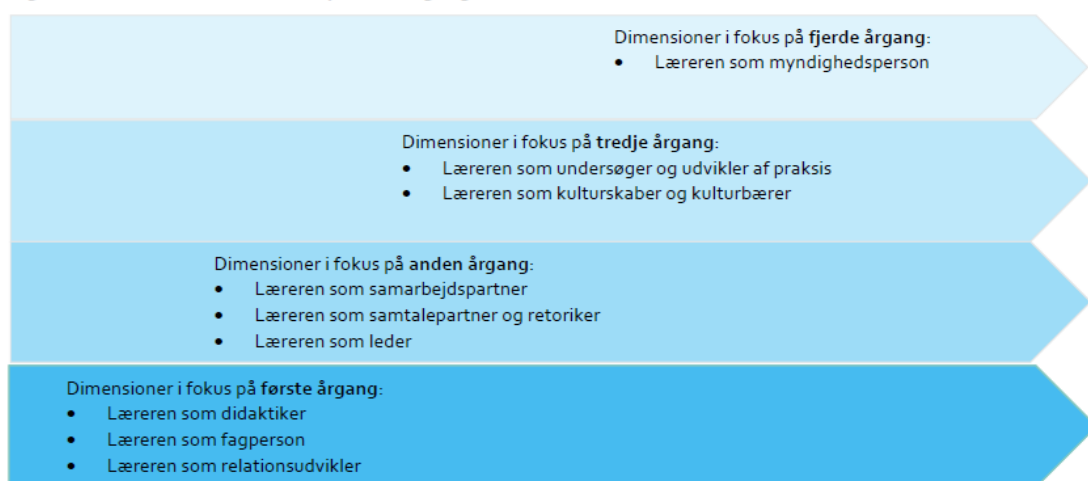 Dimensioner i fokus på fjerde årgang:
• Læreren som myndighedsperson
Dimensioner i fokus på tredje årgang:
• Læreren som undersøger og udvikler af praksis
• Læreren som kulturskaber og kulturbærer
Dimensioner i fokus på anden årgang:
• Læreren som samarbejdspartner
• Læreren som samtalepartner og retoriker
• Læreren som leder
Dimensioner i fokus på første årgang:
• Læreren som didaktiker
• Læreren som fagperson
• Læreren som relationsudvikler